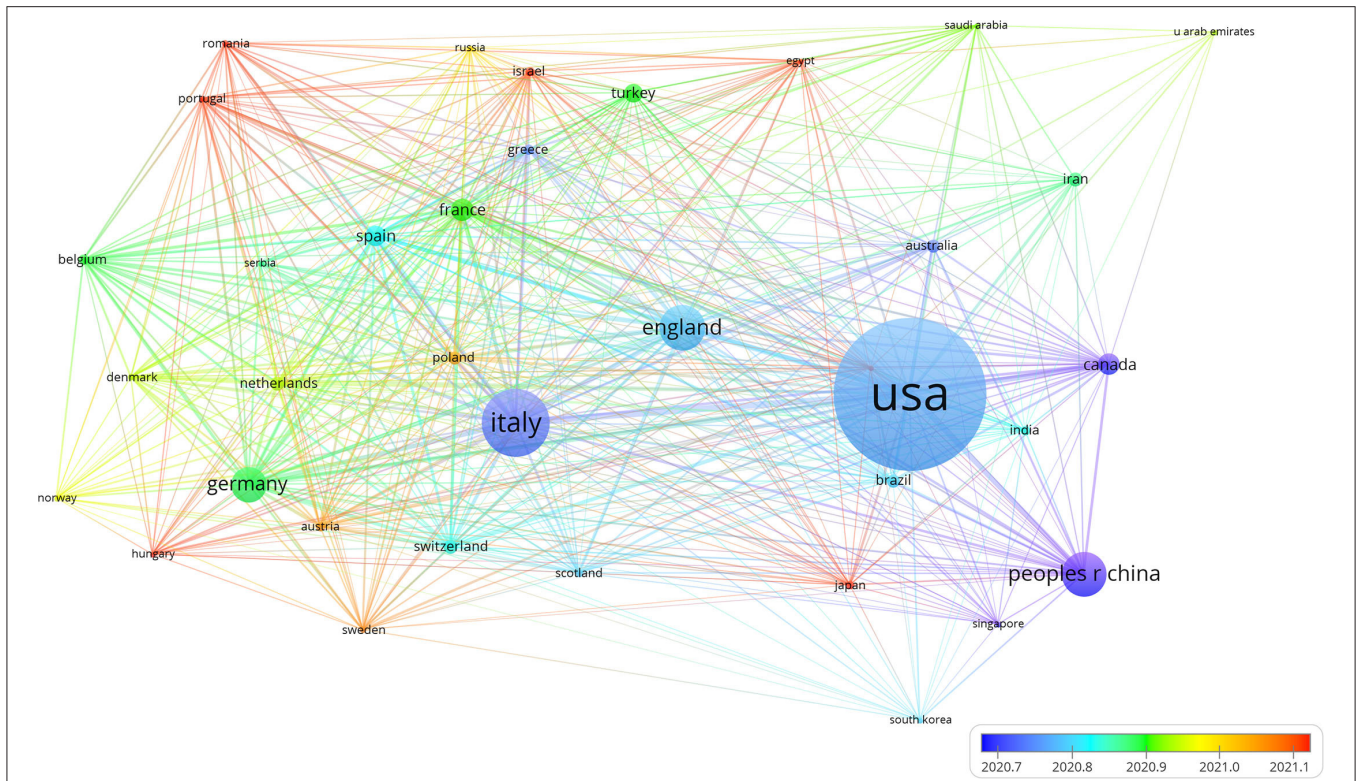 saudi arabia
u arab emirates
romania
russia
egypt
israel
turkey
portugal
greece
iran
france
spain
australia
belgium
serbia
england
poland
canada
denmark
netherlands
usa
italy
india
brazil
germany
norway
austria
switzerland
hungary
scotland
peoples r china
japan
singapore
sweden
south korea
2020.7 2020.8 2020.9 2021.0 2021.1